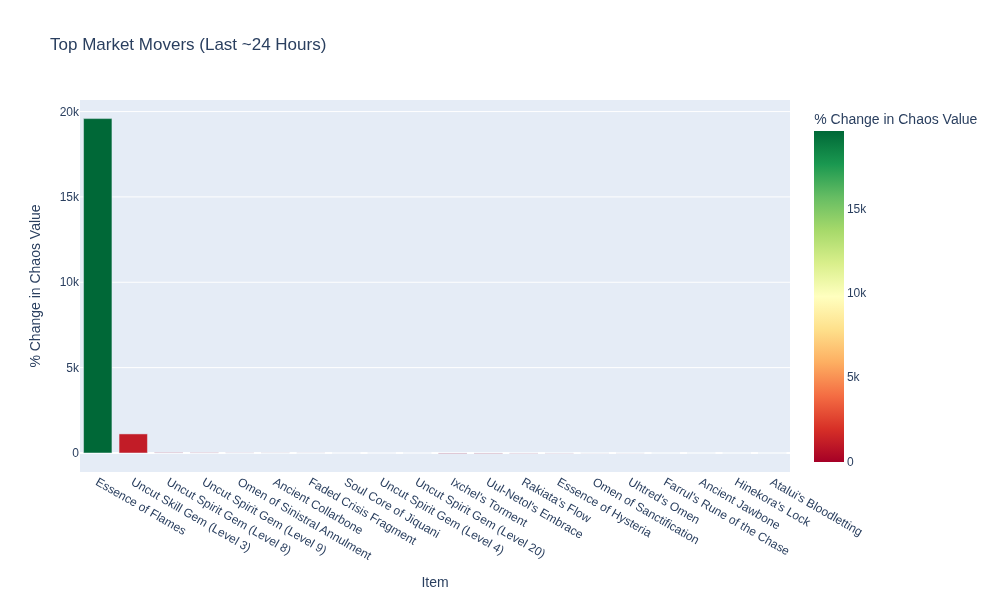 Top Market Movers (Last ~24 Hours)
% Change in Chaos Value
20k
15k
10k
5k
0
% Change in Chaos Value
15k
10k
5k
0
Essence of Flames
Uncut Skill Gem (Level 3)
Uncut Spirit Gem (Level 8)
Uncut Spirit Gem (Level 9)
Omen of Sinistral Annulment
Ancient Collarbone
Faded Crisis Fragment
Soul Core of Jiquani
Uncut Spirit Gem (Level 4)
Uncut Spirit Gem (Level 20)
Ixchel's Torment
Uul-Netol's Embrace
Rakiata's Flow
Essence of Hysteria
Omen of Sanctification
Uhtred's Omen
Farrul's Rune of the Chase
Ancient Jawbone
Hinekora's Lock
Atalui's Bloodletting
Item